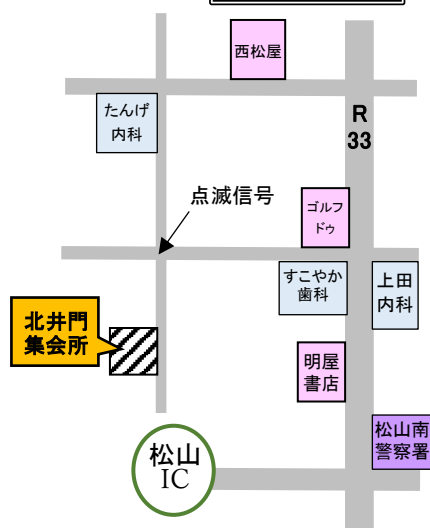 西松屋
たんげ
内科
R
33
点滅信号
ゴルフ
ドゥ
すこやか
歯科
上田
内科
北井門
集会所
明屋
書店
松山南
警察署
松山
IC